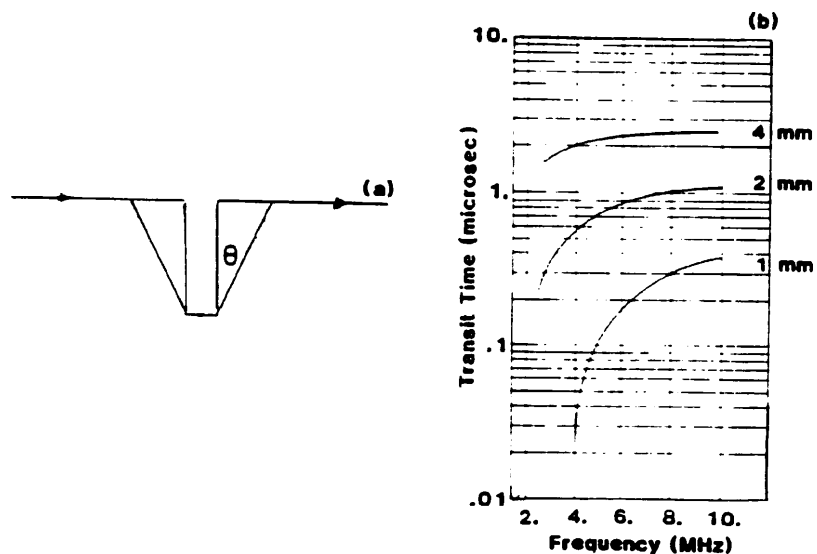 (a)
θ
(b)
Transit Time (microsec)
10.
1.
.1
.01
4 mm
2 mm
1 mm
2. 4. 6. 8. 10.
Frequency (MHz)